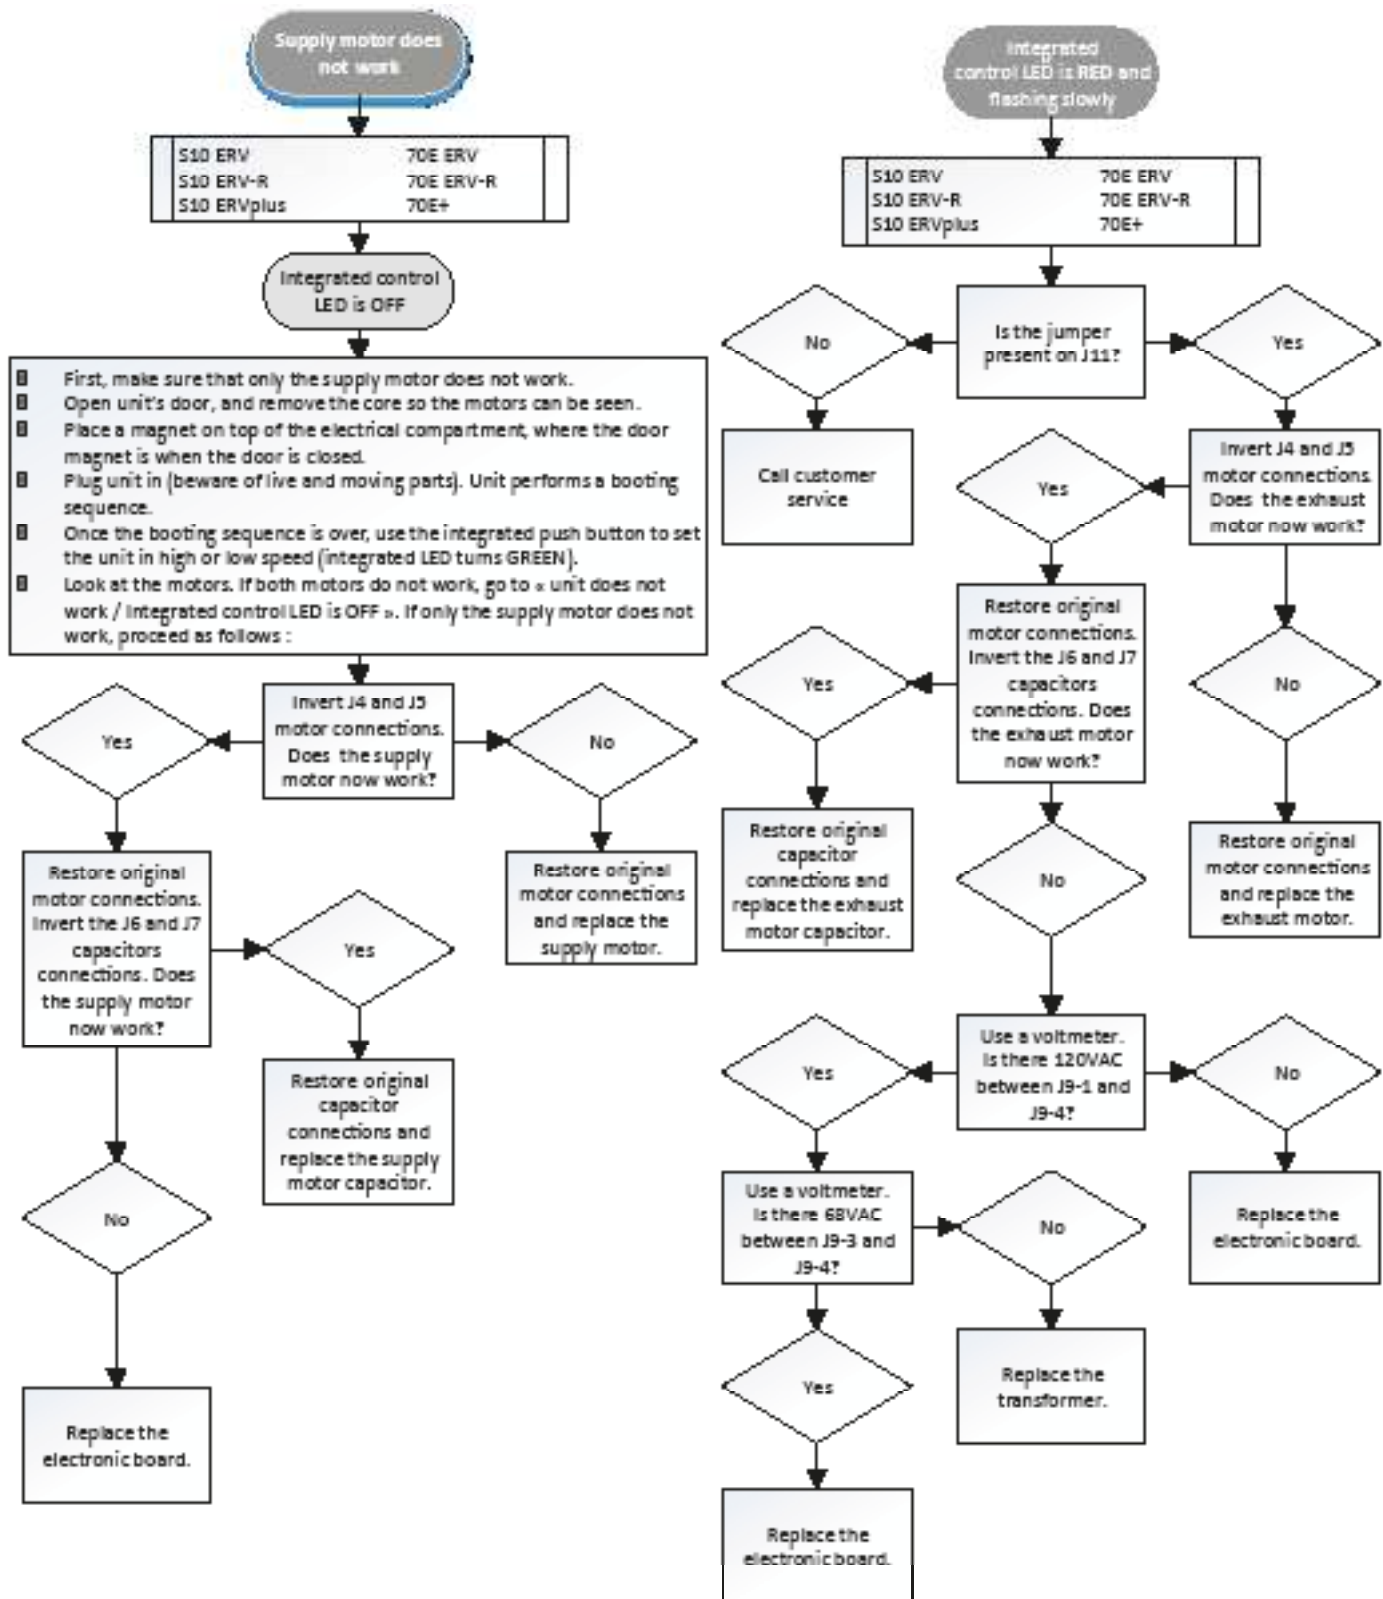 Supply motor does
not work
S10 ERV 70E ERV
S10 ERV-R 70E ERV-R
S10 ERVplus 70E+
Integrated control
LED is OFF
First, make sure that only the supply motor does not work.
Open unit's door, and remove the core so the motors can be seen.
Place a magnet on top of the electrical compartment, where the door
magnet is when the door is closed.
Plug unit in (beware of live and moving parts). Unit performs a booting
sequence.
Once the booting sequence is over, use the integrated push button to set
the unit in high or low speed (integrated LED turns GREEN).
Look at the motors. If both motors do not work, go to « unit does not
work / Integrated control LED is OFF ». If only the supply motor does not
work, proceed as follows :
Yes
Invert J4 and J5
motor connections.
Does the supply
motor now work?
No
Restore original
motor connections.
Invert the J6 and J7
capacitors
connections. Does
the supply motor
now work?
Yes
Restore original
motor connections
and replace the
supply motor.
Restore original
capacitor
connections and
replace the supply
motor capacitor.
No
Replace the
electronic board.
Integrated
control LED is RED and
flashing slowly
S10 ERV 70E ERV
S10 ERV-R 70E ERV-R
S10 ERVplus 70E+
No
Is the jumper
present on J11?
Yes
Call customer
service
Yes
Invert J4 and J5
motor connections.
Does the exhaust
motor now work?
Yes
Restore original
motor connections.
Invert the J6 and J7
capacitors
connections. Does
the exhaust motor
now work?
No
Restore original
capacitor
connections and
replace the exhaust
motor capacitor.
No
Restore original
motor connections
and replace the
exhaust motor.
Yes
Use a voltmeter.
Is there 120VAC
between J9-1 and
J9-4?
No
Use a voltmeter.
Is there 68VAC
between J9-3 and
J9-4?
No
Replace the
electronic board.
Yes
Replace the
transformer.
Replace the
electronic board.